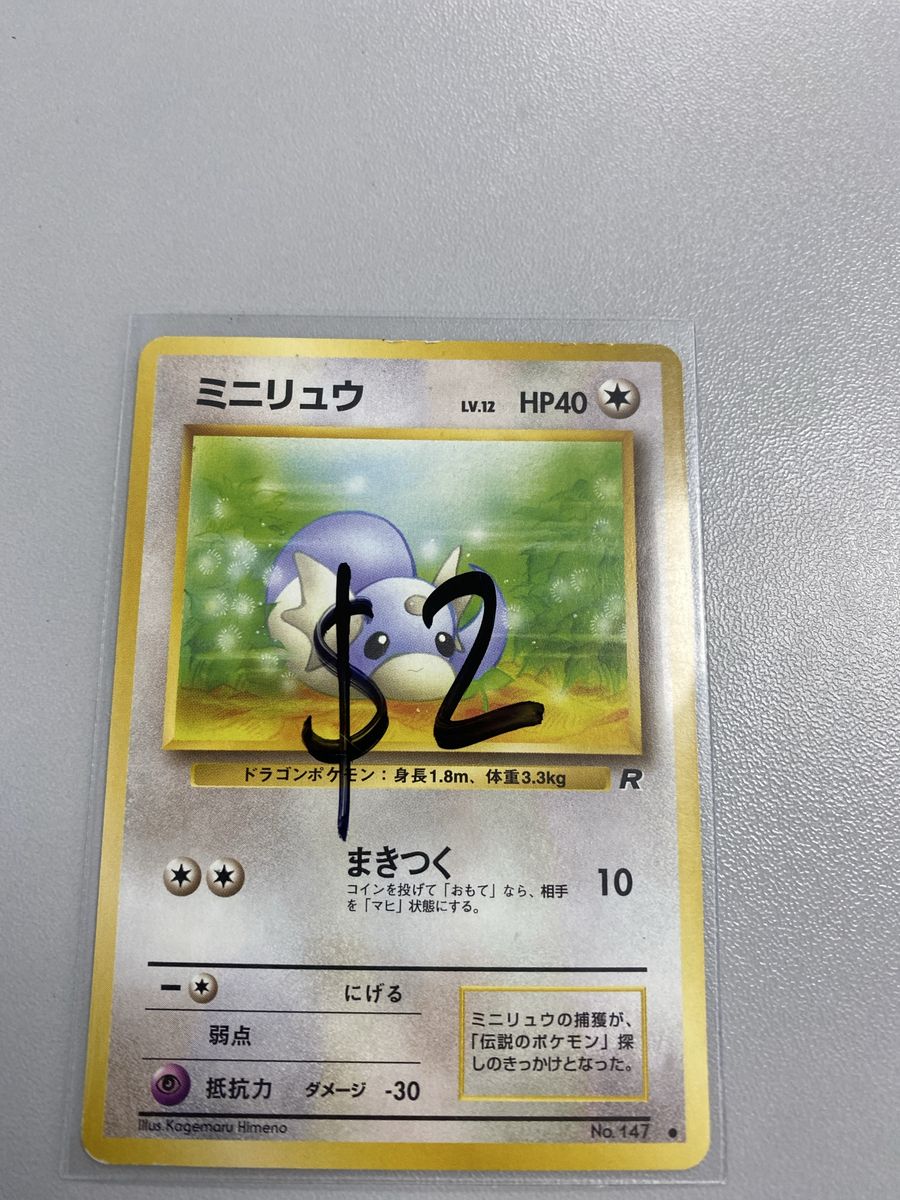 ミニリュウ LV.12 HP40
$2
ドラゴンポケモン：身長1.8m、体重3.3kg R
まきつく 10
コインを投げて「おもて」なら、相手
を「マヒ」状態にする。
にげる
弱点
抵抗力 ダメージ -30
ミニリュウの捕獲が、
「伝説のポケモン」探
しのきっかけとなった。
Illus.Kagemaru Himeno
No.147 ●